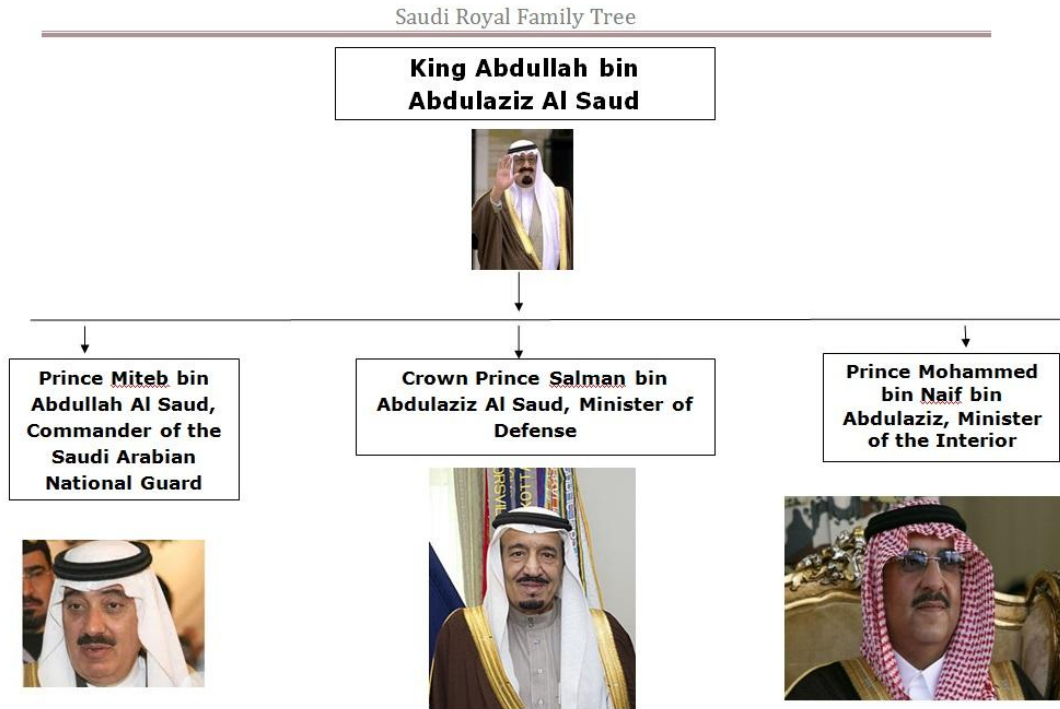 Saudi Royal Family Tree
King Abdullah bin
Abdulaziz Al Saud
Prince Miteb bin
Abdullah Al Saud,
Commander of the
Saudi Arabian
National Guard
Crown Prince Salman bin
Abdulaziz Al Saud, Minister of
Defense
Prince Mohammed
bin Naif bin
Abdulaziz, Minister
of the Interior